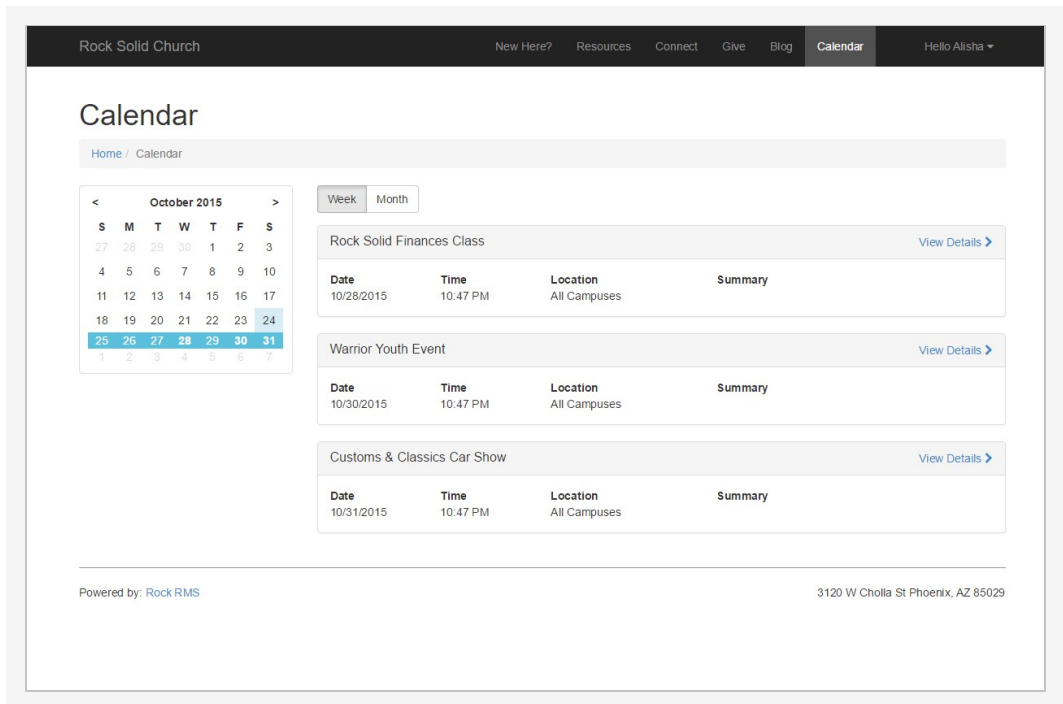 Rock Solid Church New Here? Resources Connect Give Blog Calendar Hello Alisha
Calendar
Home / Calendar
< October 2015 >
S M T W T F S
27 28 29 30 1 2 3
4 5 6 7 8 9 10
11 12 13 14 15 16 17
18 19 20 21 22 23 24
25 26 27 28 29 30 31
1 2 3 4 5 6 7
Week Month
Rock Solid Finances Class View Details
Date Time Location Summary
10/28/2015 10:47 PM All Campuses
Warrior Youth Event View Details
Date Time Location Summary
10/30/2015 10:47 PM All Campuses
Customs & Classics Car Show View Details
Date Time Location Summary
10/31/2015 10:47 PM All Campuses
Powered by: Rock RMS 3120 W Cholla St Phoenix, AZ 85029